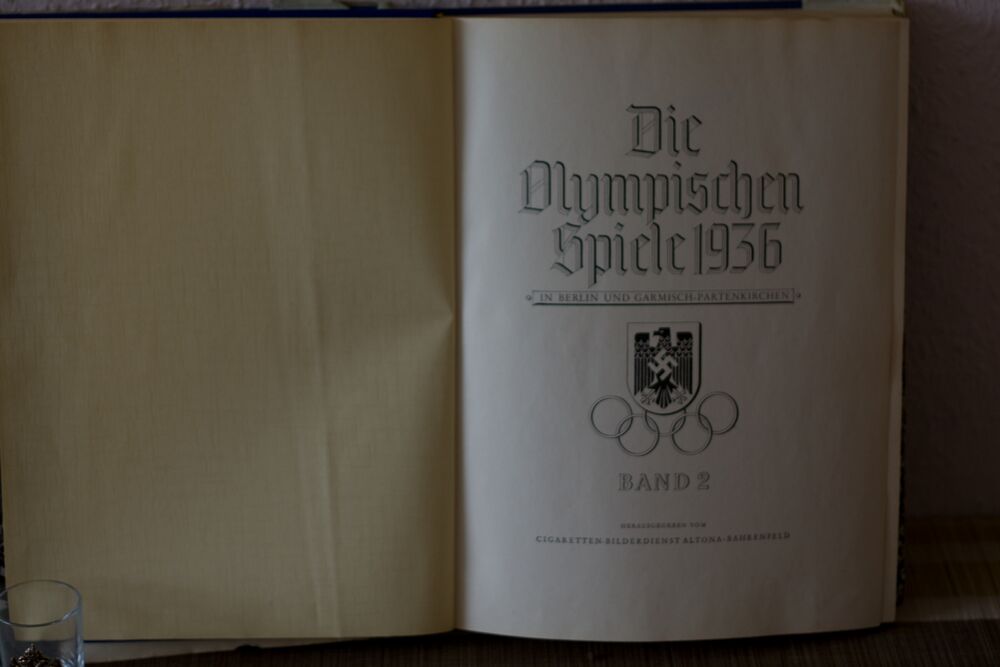 Die
Olympischen
Spiele 1936
IN BERLIN UND GARMISCH-PARTENKIRCHEN
BAND 2
HERAUSGEGEBEN VOM
CIGARETTEN-BILDERDIENST ALTONA-BAHRENFELD